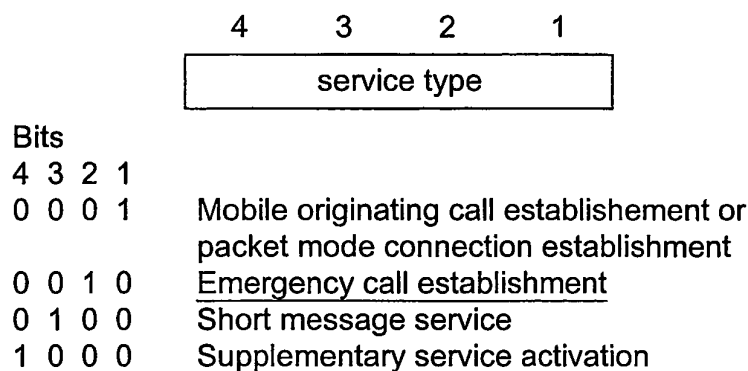 4 3 2 1
service type
Bits
4 3 2 1
0 0 0 1 Mobile originating call establishement or
packet mode connection establishment
0 0 1 0 Emergency call establishment
0 1 0 0 Short message service
1 0 0 0 Supplementary service activation